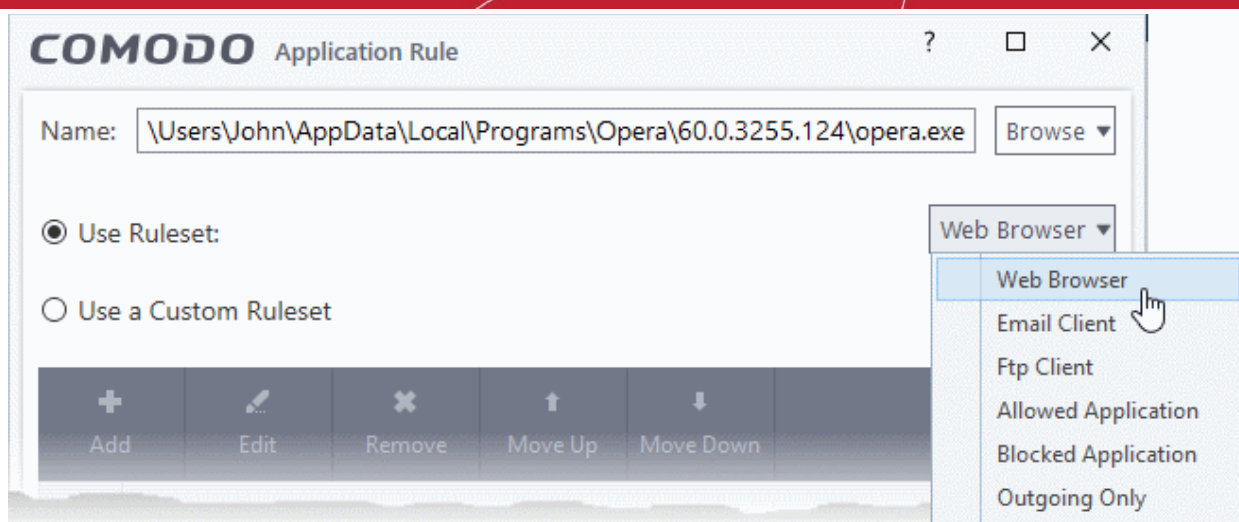 COMODO Application Rule ?
Name: \Users\John\AppData\Local\Programs\Opera\60.0.3255.124\opera.exe Browse
Use Ruleset: Web Browser
Web Browser
Use a Custom Ruleset
Email Client
Ftp Client
Allowed Application
Blocked Application
Outgoing Only
Add Edit Remove Move Up Move Down